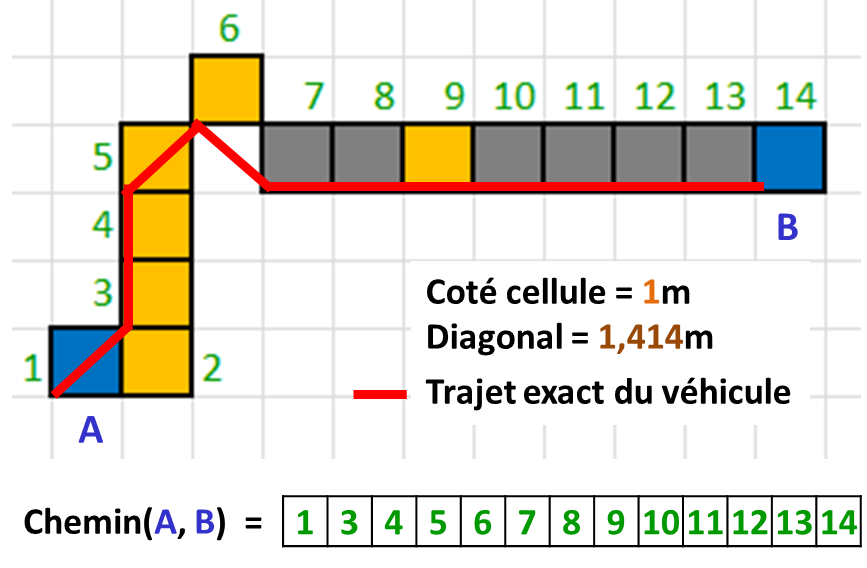 6
7 8 9 10 11 12 13 14
5
4
B
3
Coté cellule = 1m
Diagonal = 1,414m
1 2
Trajet exact du véhicule
A
Chemin(A, B) = 1 3 4 5 6 7 8 9 10 11 12 13 14